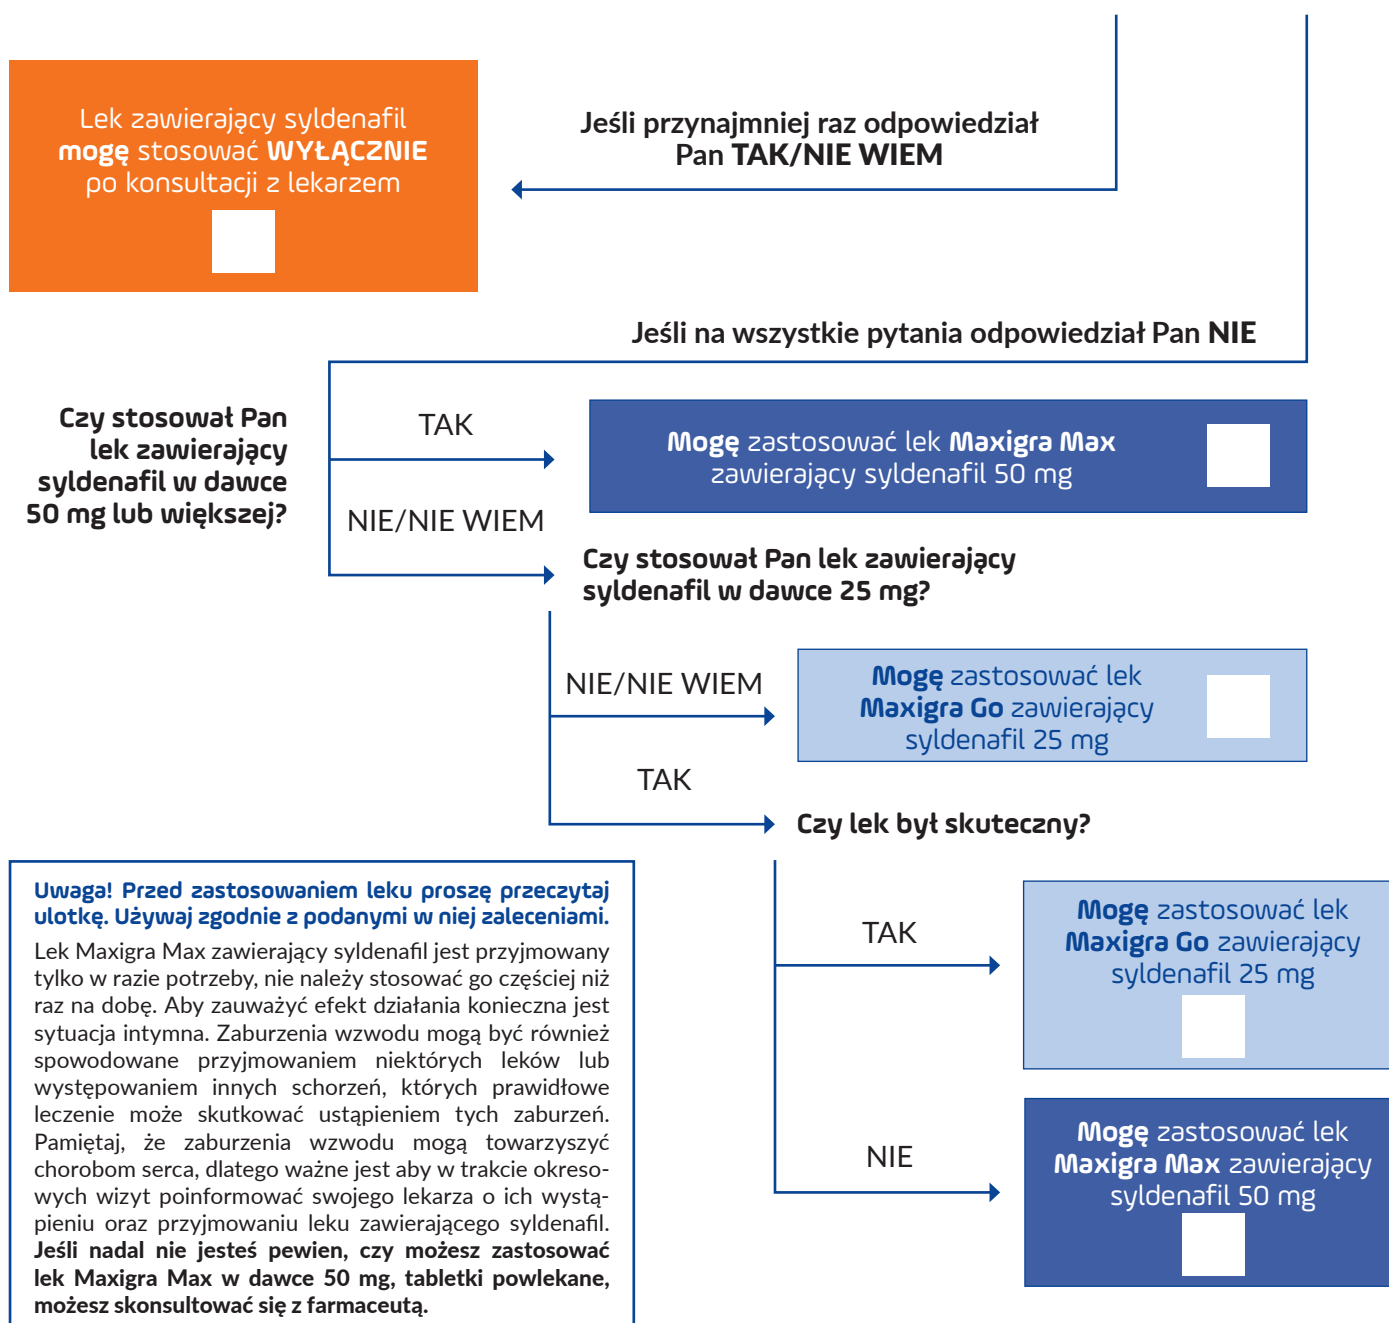 Lek zawierający syldenafil
mogę stosować WYŁĄCZNIE
po konsultacji z lekarzem
Jeśli przynajmniej raz odpowiedział
Pan TAK/NIE WIEM
Jeśli na wszystkie pytania odpowiedział Pan NIE
Czy stosował Pan
lek zawierający
syldenafil w dawce
50 mg lub większej?
TAK
Mogę zastosować lek Maxigra Max
zawierający syldenafil 50 mg
NIE/NIE WIEM
Czy stosował Pan lek zawierający
syldenafil w dawce 25 mg?
NIE/NIE WIEM
Mogę zastosować lek
Maxigra Go zawierający
syldenafil 25 mg
TAK
Czy lek był skuteczny?
TAK
Mogę zastosować lek
Maxigra Go zawierający
syldenafil 25 mg
NIE
Mogę zastosować lek
Maxigra Max zawierający
syldenafil 50 mg
Uwaga! Przed zastosowaniem leku proszę przeczytaj
ulotkę. Używaj zgodnie z podanymi w niej zaleceniami.
Lek Maxigra Max zawierający syldenafil jest przyjmowany
tylko w razie potrzeby, nie należy stosować go częściej niż
raz na dobę. Aby zauważyć efekt działania konieczna jest
sytuacja intymna. Zaburzenia wzwodu mogą być również
spowodowane przyjmowaniem niektórych leków lub
występowaniem innych schorzeń, których prawidłowe
leczenie może skutkować ustąpieniem tych zaburzeń.
Pamiętaj, że zaburzenia wzwodu mogą towarzyszyć
chorobom serca, dlatego ważne jest aby w trakcie okreso-
wych wizyt poinformować swojego lekarza o ich wystą-
pieniu oraz przyjmowaniu leku zawierającego syldenafil.
Jeśli nadal nie jesteś pewien, czy możesz zastosować
lek Maxigra Max w dawce 50 mg, tabletki powlekane,
możesz skonsultować się z farmaceutą.